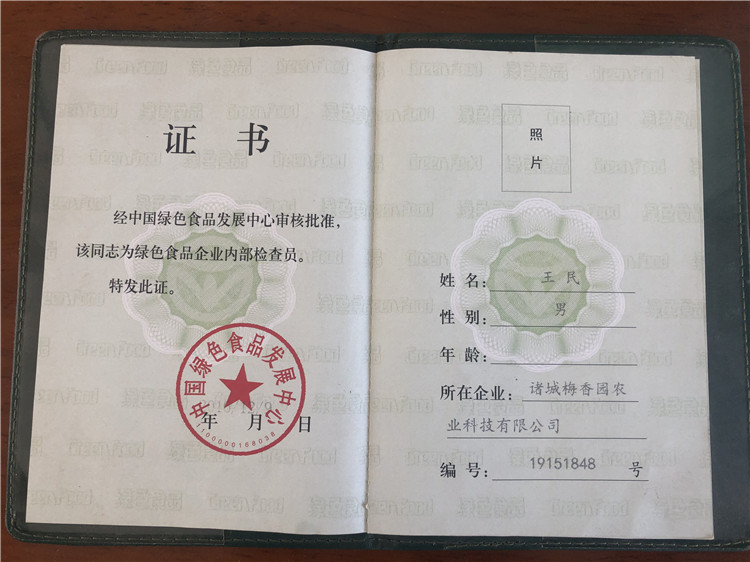 证 书
经中国绿色食品发展中心审核批准，
该同志为绿色食品企业内部检查员。
特发此证。
中国绿色食品发展中心
1100000168038
年 月 日
照
片
姓 名：王 民
性 别：男
年 龄：
所在企业：诸城梅香园农
业科技有限公司
编 号：19151848 号